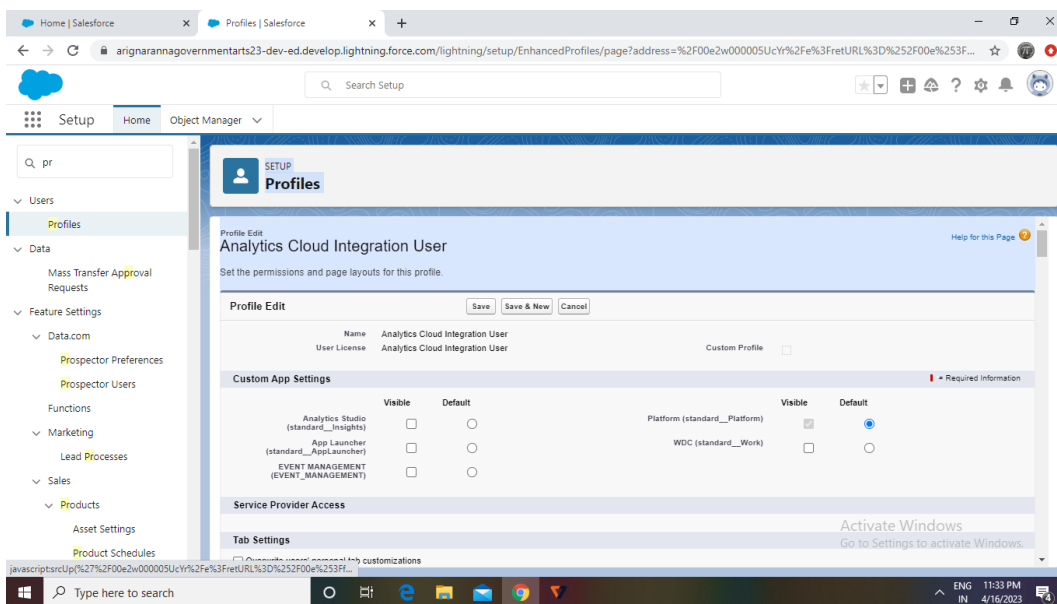 Home | Salesforce
Profiles | Salesforce
arignarannagovernmentarts23-dev-ed.develop.lightning.force.com/lightning/setup/EnhancedProfiles/page?address=%2F00e2w000005UcYr%2Fe%3FretURL%3D%252F00e%253F...
Search Setup
Setup Home Object Manager
pr
SETUP
Profiles
Users
Profiles
Data
Mass Transfer Approval
Requests
Feature Settings
Data.com
Prospector Preferences
Prospector Users
Functions
Marketing
Lead Processes
Sales
Products
Asset Settings
Product Schedules
Profile Edit
Analytics Cloud Integration User
Help for this Page
Set the permissions and page layouts for this profile.
Profile Edit Save Save & New Cancel
Name Analytics Cloud Integration User
User License Analytics Cloud Integration User Custom Profile
Custom App Settings = Required Information
Visible Default Visible Default
Analytics Studio
(standard__Insights)
Platform (standard__Platform)
App Launcher
(standard__AppLauncher)
WDC (standard__Work)
EVENT MANAGEMENT
(EVENT_MANAGEMENT)
Service Provider Access
Tab Settings
Overwrite users' personal tab customizations
Activate Windows
Go to Settings to activate Windows.
javascript:srcUp(%27%2F00e2w000005UcYr%2Fe%3FretURL%3D%252F00e%253Ff...
Type here to search
ENG 11:33 PM
IN 4/16/2023